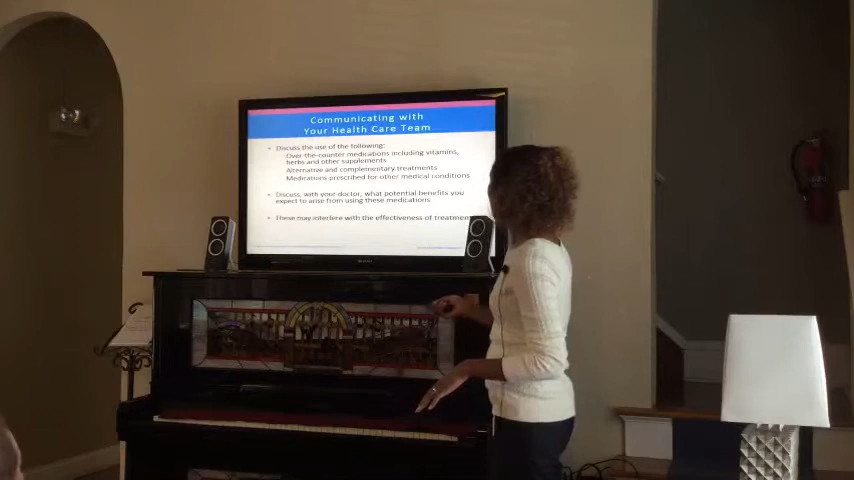 Communicating with
Your Health Care Team
• Discuss the use of the following:
Over-the-counter medications including vitamins,
herbs and other supplements
Alternative and complementary treatments
Medications prescribed for other medical conditions
• Discuss, with your doctor, what potential benefits you
expect to arise from using these medications
• These may interfere with the effectiveness of treatment